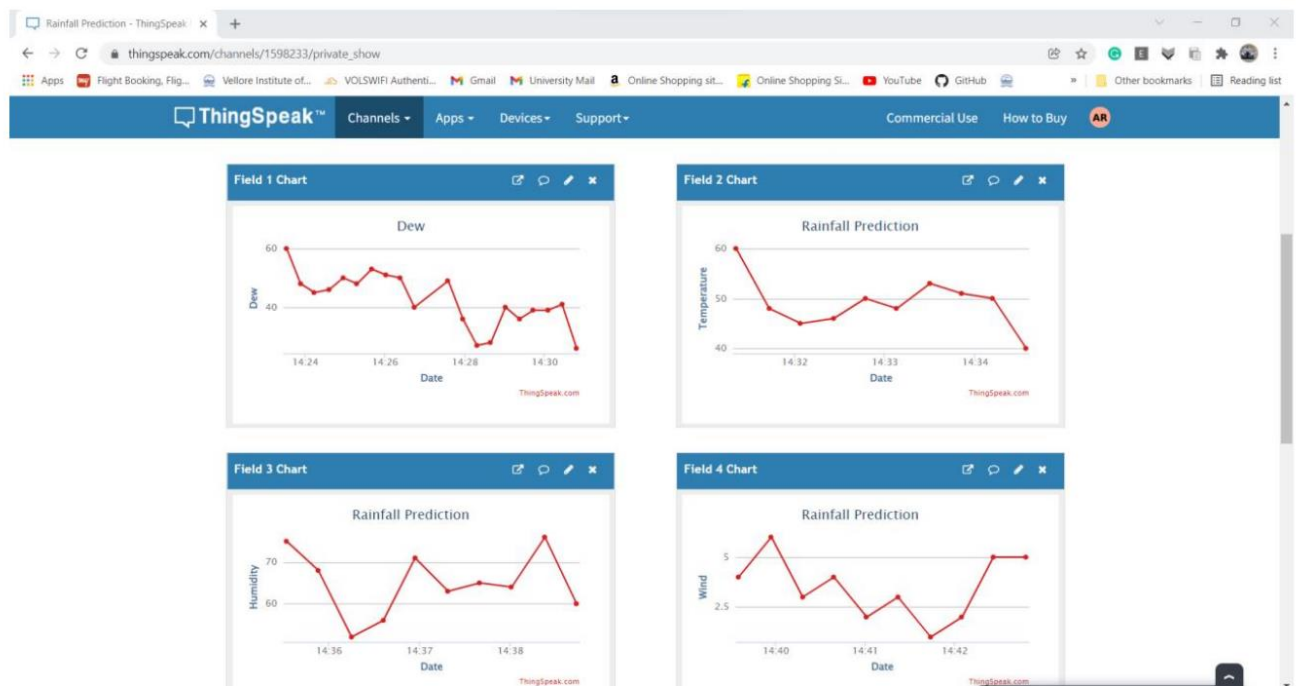 Rainfall Prediction - ThingSpeak
thingspeak.com/channels/1598233/private_show
Apps Flight Booking, Flig... Vellore Institute of... VOLSWIFI Authenti... Gmail University Mail Online Shopping sit... Online Shopping Si... YouTube GitHub » Other bookmarks Reading list
ThingSpeak™ Channels Apps Devices Support Commercial Use How to Buy AR
Field 1 Chart
Dew
60
40
Dew
14:24 14:26 14:28 14:30
Date
ThingSpeak.com
Field 2 Chart
Rainfall Prediction
60
50
40
Temperature
14:32 14:33 14:34
Date
ThingSpeak.com
Field 3 Chart
Rainfall Prediction
70
60
Humidity
14:36 14:37 14:38
Date
ThingSpeak.com
Field 4 Chart
Rainfall Prediction
5
2.5
Wind
14:40 14:41 14:42
Date
ThingSpeak.com